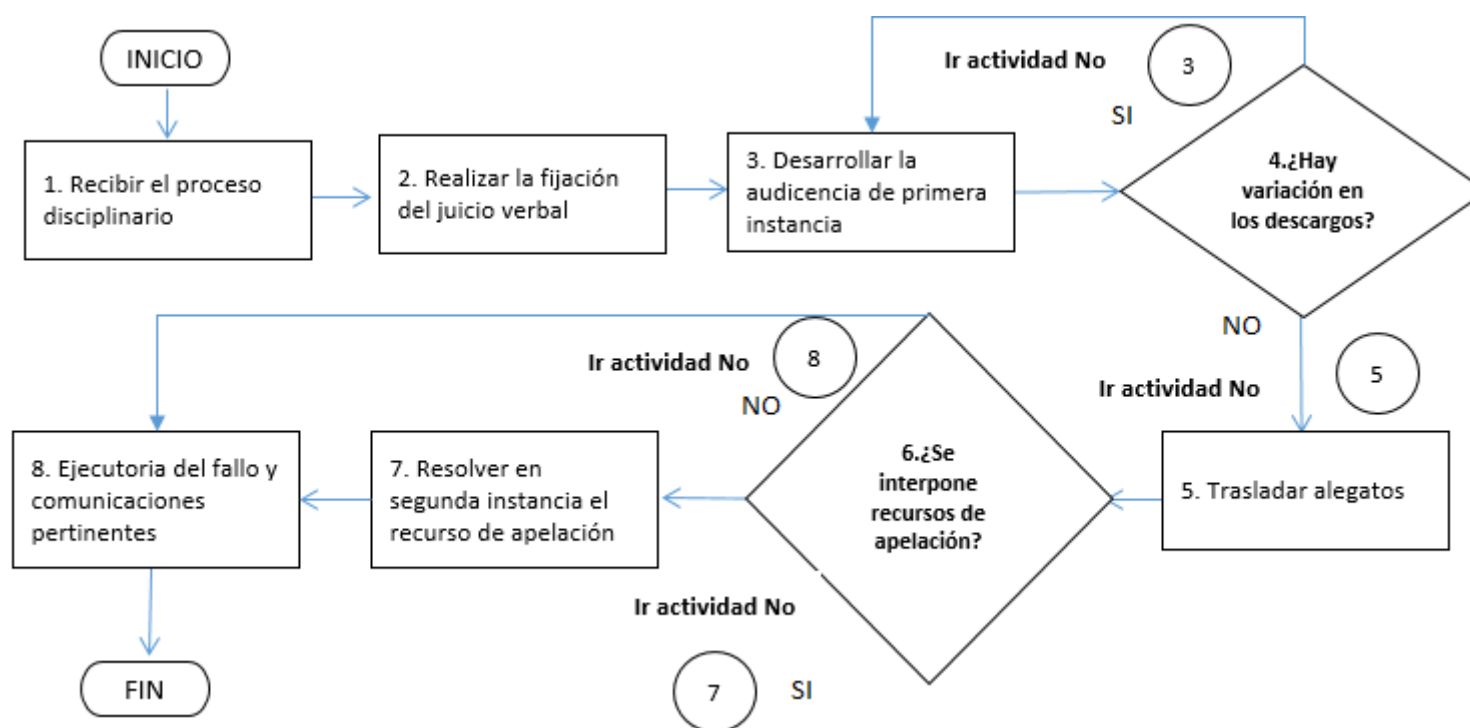 INICIO
1. Recibir el proceso
disciplinario
2. Realizar la fijación
del juicio verbal
3. Desarrollar la
audicencia de primera
instancia
Ir actividad No
3
SI
4.¿Hay
variación en
los descargos?
NO
Ir actividad No
5
5. Trasladar alegatos
6.¿Se
interpone
recursos de
apelación?
Ir actividad No
8
NO
Ir actividad No
7
SI
7. Resolver en
segunda instancia el
recurso de apelación
8. Ejecutoria del fallo y
comunicaciones
pertinentes
FIN